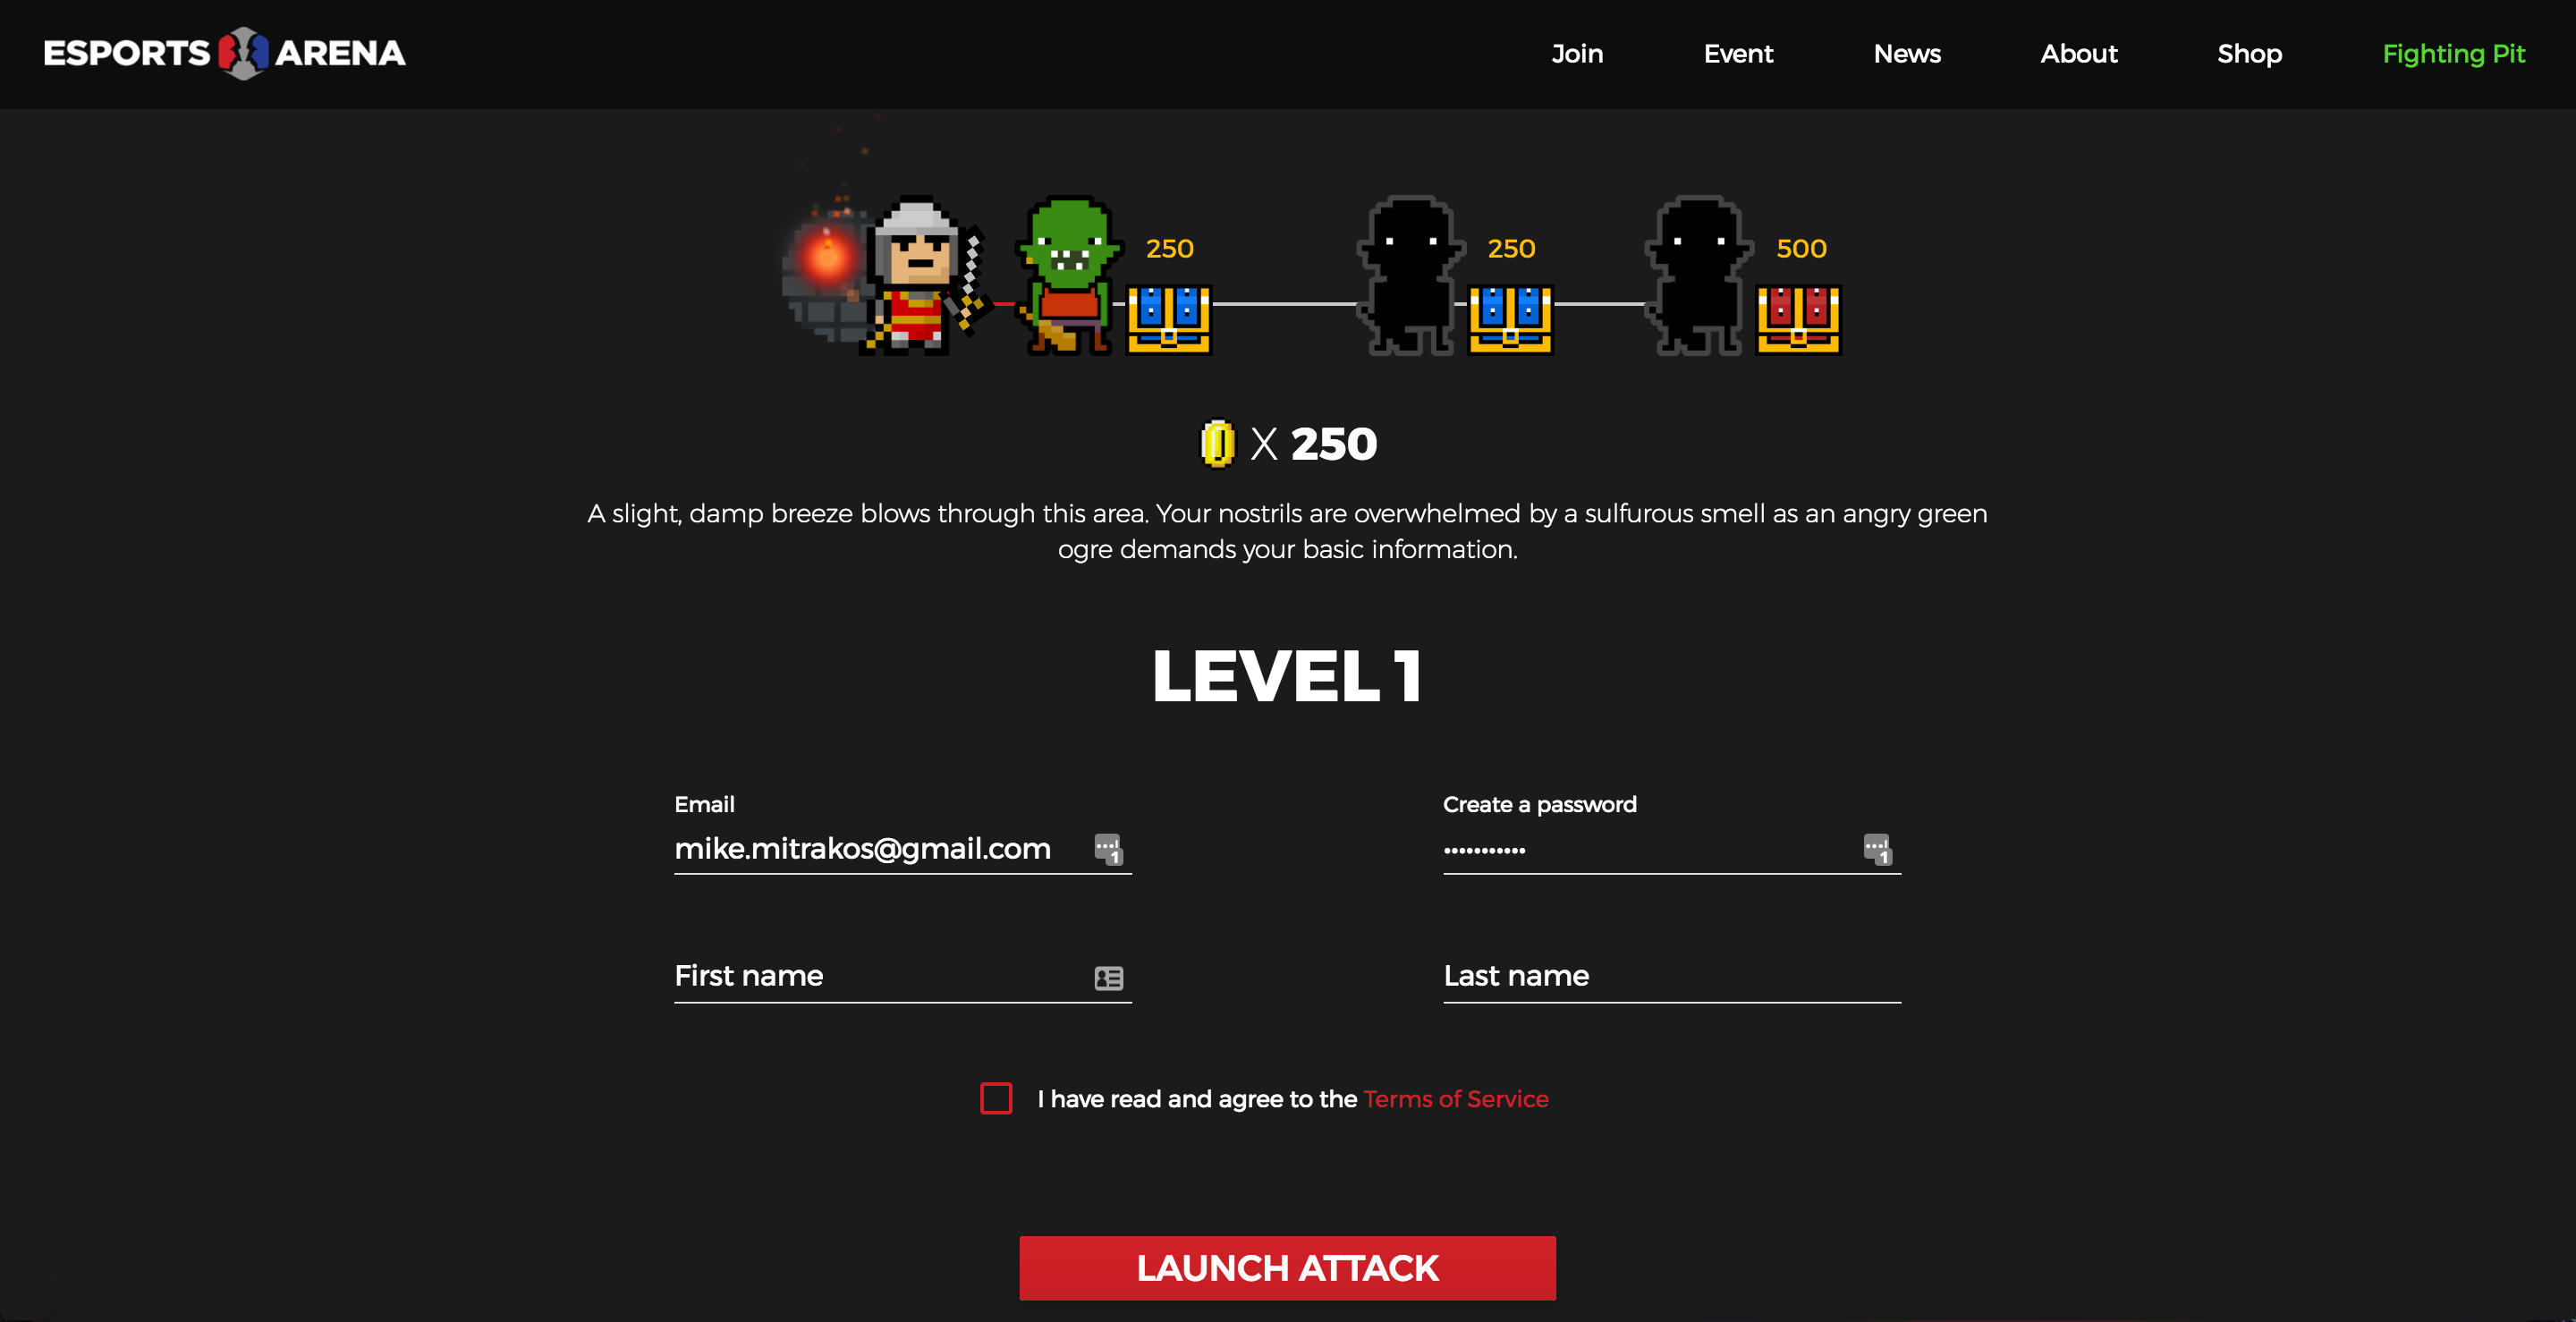 ESPORTS ARENA
Join
Event
News
About
Shop
Fighting Pit
250
250
500
X 250
A slight, damp breeze blows through this area. Your nostrils are overwhelmed by a sulfurous smell as an angry green
ogre demands your basic information.
LEVEL 1
Email
Create a password
mike.mitrakos@gmail.com
1
•••••••••••
1
First name
Last name
I have read and agree to the Terms of Service
LAUNCH ATTACK